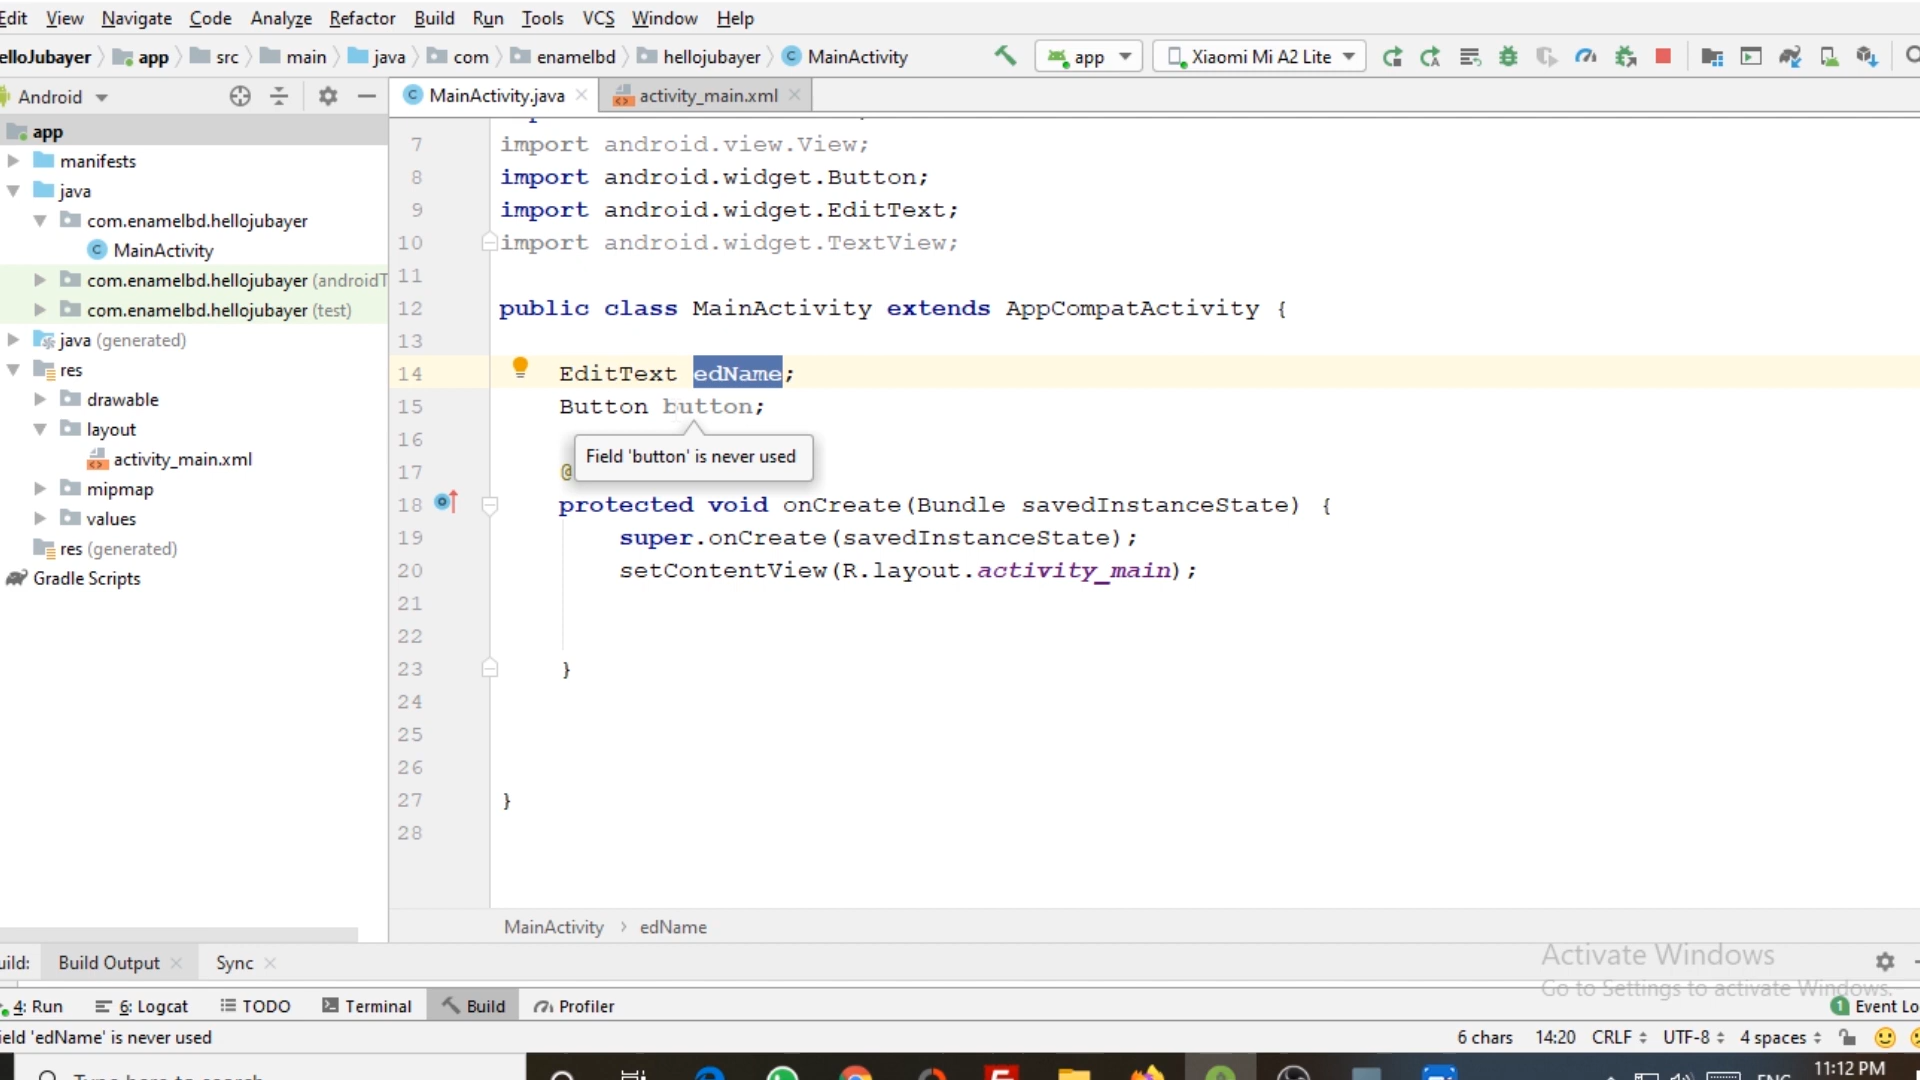 Edit View Navigate Code Analyze Refactor Build Run Tools VCS Window Help
elloJubayer app src main java com enamelbd hellojubayer MainActivity app Xiaomi Mi A2 Lite
Android
MainActivity.java activity_main.xml
app
manifests
java
com.enamelbd.hellojubayer
MainActivity
com.enamelbd.hellojubayer (androidT
com.enamelbd.hellojubayer (test)
java (generated)
res
drawable
layout
activity_main.xml
mipmap
values
res (generated)
Gradle Scripts
7 import android.view.View;
8 import android.widget.Button;
9 import android.widget.EditText;
10 import android.widget.TextView;
11
12 public class MainActivity extends AppCompatActivity {
13
14 EditText edName;
15 Button button;
16
Field 'button' is never used
17 @
18 protected void onCreate(Bundle savedInstanceState) {
19 super.onCreate(savedInstanceState);
20 setContentView(R.layout.activity_main);
21
22
23 }
24
25
26
27 }
28
MainActivity › edName
Activate Windows
Go to Settings to activate Windows.
uild: Build Output Sync
4: Run 6: Logcat TODO Terminal Build Profiler 1 Event Lo
ield 'edName' is never used 6 chars 14:20 CRLF UTF-8 4 spaces
Type here to search ENG 11:12 PM